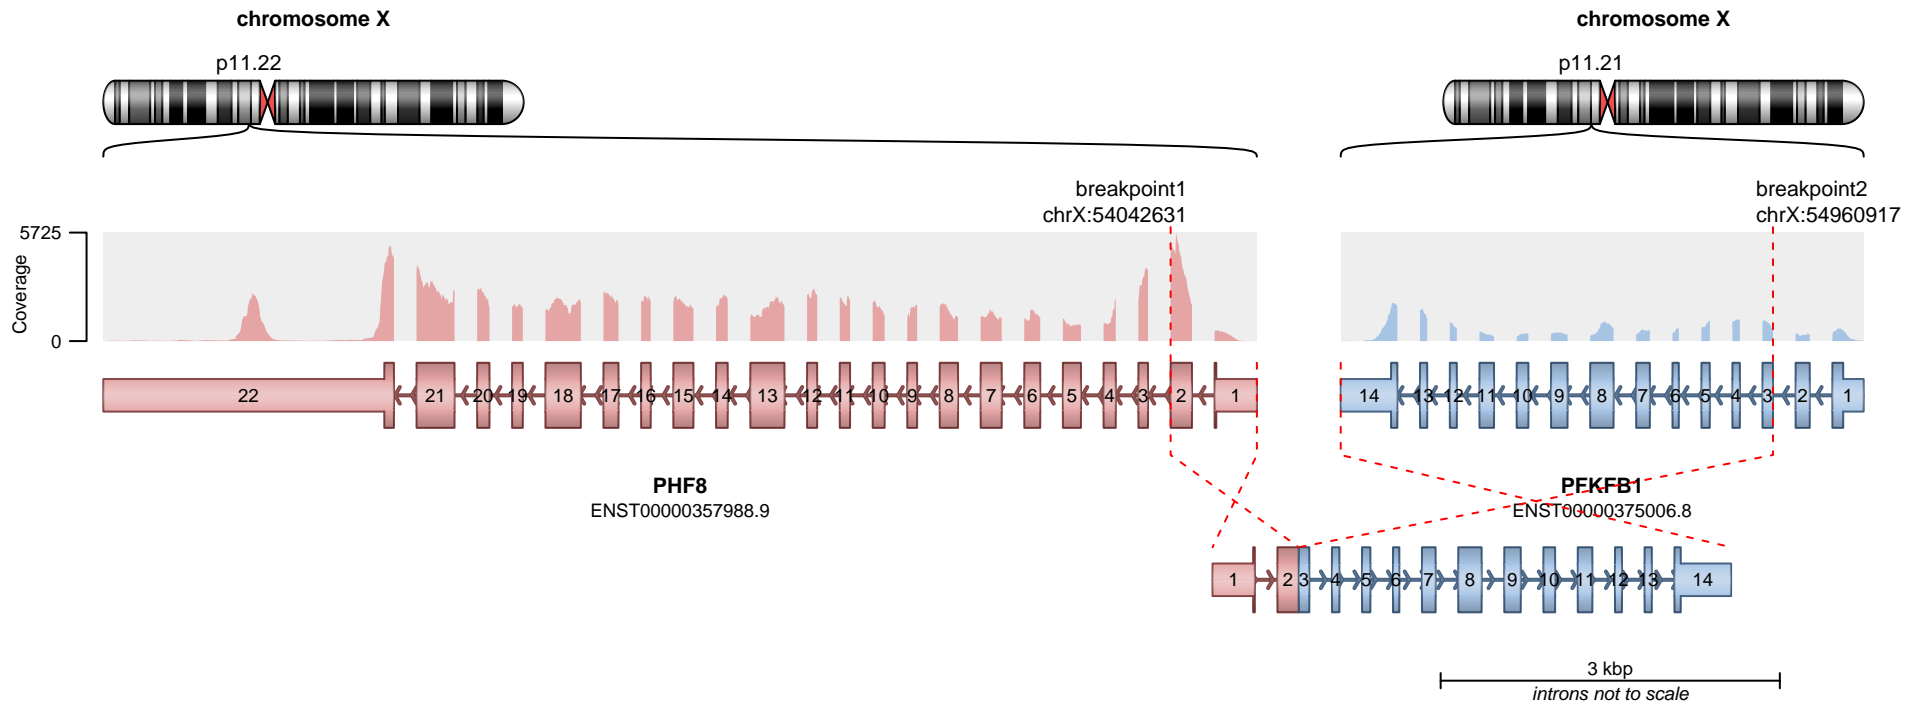 chromosome X
chromosome X
p11.22
p11.21
breakpoint1
chrX:54042631
breakpoint2
chrX:54960917
5725
0
Coverage
22 21 20 19 18 17 16 15 14 13 12 11 10 9 8 7 6 5 4 3 2 1
14 13 12 11 10 9 8 7 6 5 4 3 2 1
PHF8
ENST00000357988.9
PFKFB1
ENST00000375006.8
1 2 3 4 5 6 7 8 9 10 11 12 13 14
3 kbp
introns not to scale